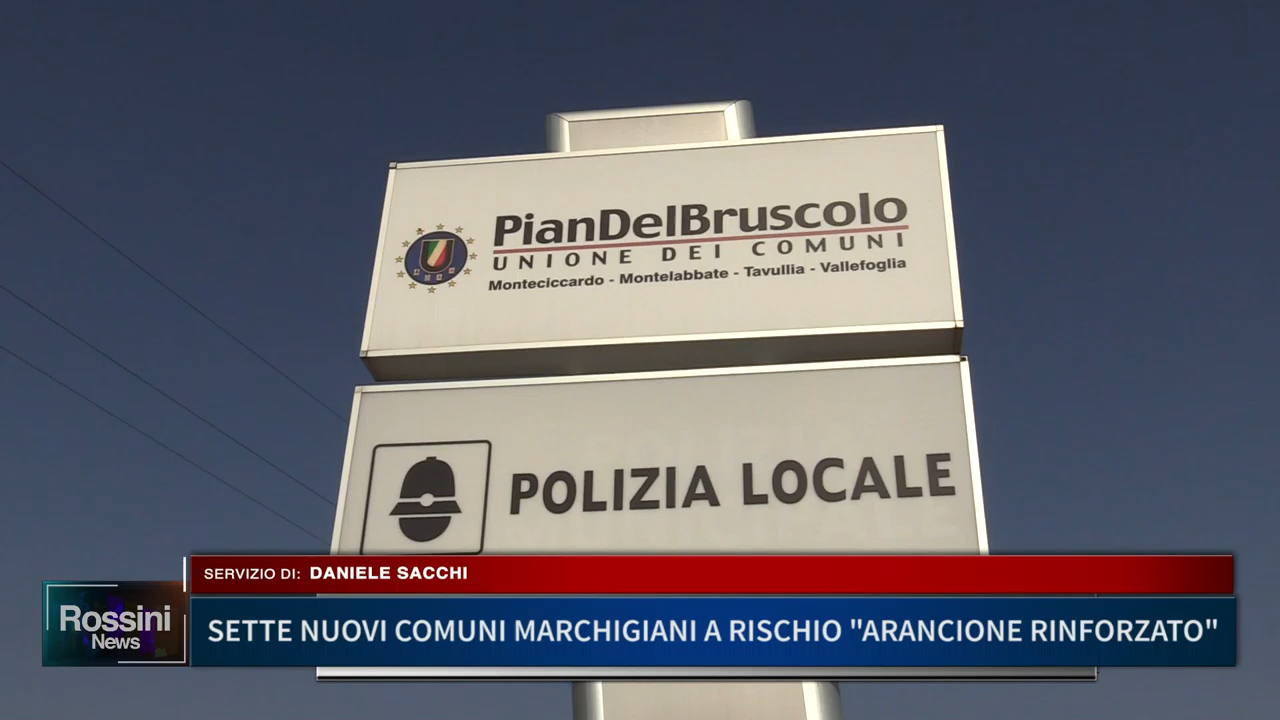 PianDelBruscolo
UNIONE DEI COMUNI
Monteciccardo - Montelabbate - Tavullia - Vallefoglia
POLIZIA LOCALE
SERVIZIO DI: DANIELE SACCHI
Rossini
News
SETTE NUOVI COMUNI MARCHIGIANI A RISCHIO "ARANCIONE RINFORZATO"